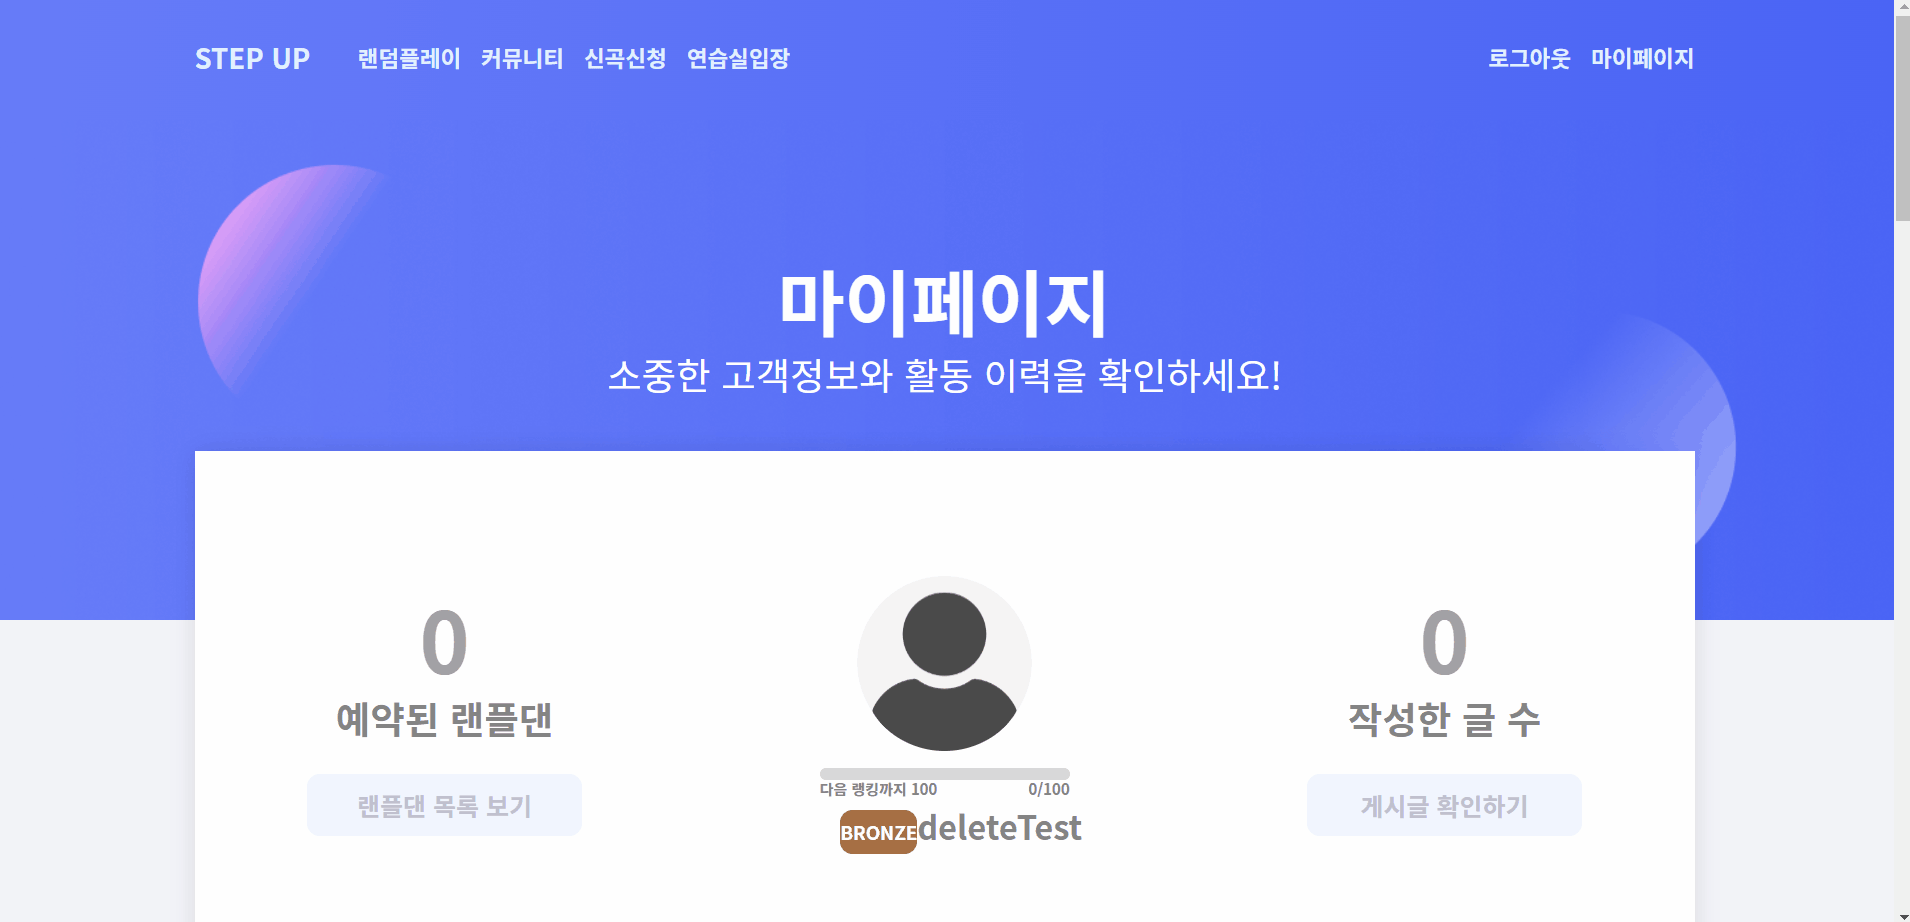 STEP UP 랜덤플레이 커뮤니티 신곡신청 연습실입장 로그아웃 마이페이지
마이페이지
소중한 고객정보와 활동 이력을 확인하세요!
0
예약된 랜플댄
랜플댄 목록 보기
다음 랭킹까지 100 0/100
BRONZE deleteTest
0
작성한 글 수
게시글 확인하기